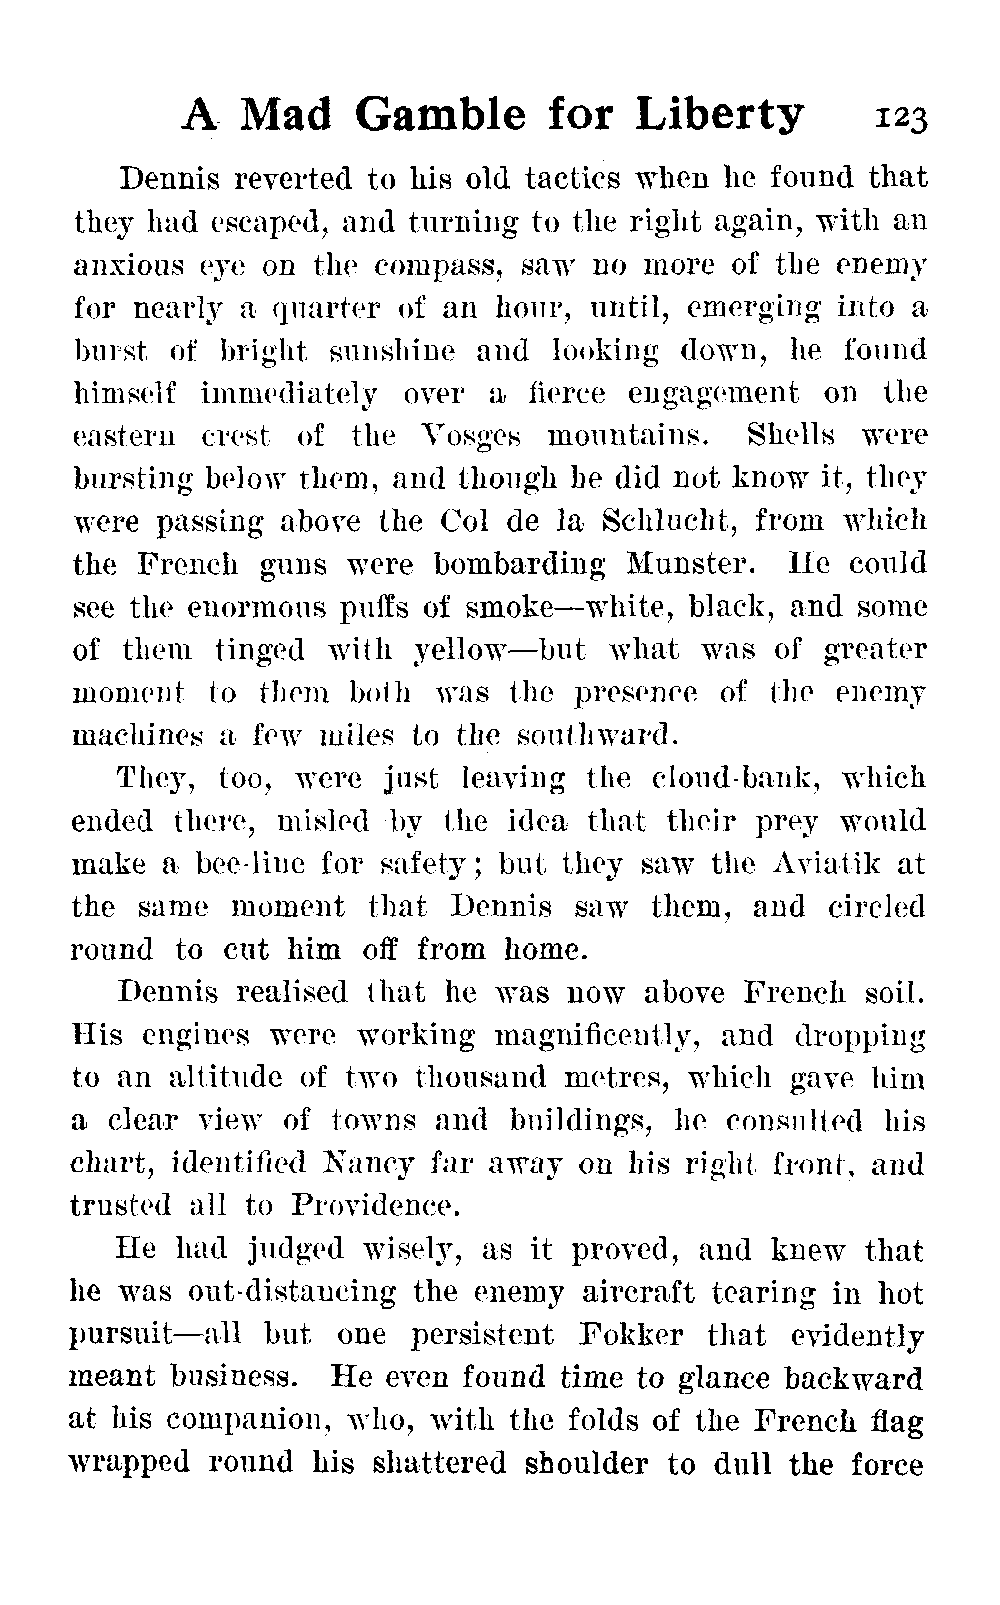 A Mad Gamble for Liberty 123
Dennis reverted to his old tactics when he found that
they had escaped, and turning to the right again, with an
anxious eye on the compass, saw no more of the enemy
for nearly a quarter of an hour, until, emerging into a
burst of bright sunshine and looking down, he found
himself immediately over a fierce engagement on the
eastern crest of the Vosges mountains. Shells were
bursting below them, and though he did not know it, they
were passing above the Col de la Schlucht, from which
the French guns were bombarding Munster. He could
see the enormous puffs of smoke—white, black, and some
of them tinged with yellow—but what was of greater
moment to them both was the presence of the enemy
machines a few miles to the southward.
They, too, were just leaving the cloud-bank, which
ended there, misled by the idea that their prey would
make a bee-line for safety; but they saw the Aviatik at
the same moment that Dennis saw them, and circled
round to cut him off from home.
Dennis realised that he was now above French soil.
His engines were working magnificently, and dropping
to an altitude of two thousand metres, which gave him
a clear view of towns and buildings, he consulted his
chart, identified Nancy far away on his right front, and
trusted all to Providence.
He had judged wisely, as it proved, and knew that
he was out-distancing the enemy aircraft tearing in hot
pursuit—all but one persistent Fokker that evidently
meant business. He even found time to glance backward
at his companion, who, with the folds of the French flag
wrapped round his shattered shoulder to dull the force